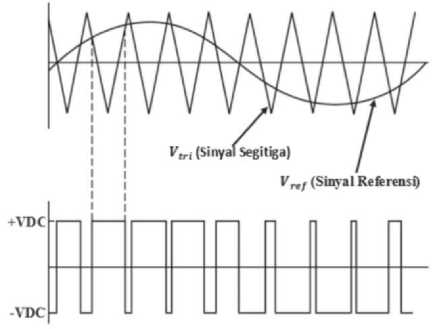 V_tri (Sinyal Segitiga)
V_ref (Sinyal Referensi)
+VDC
-VDC